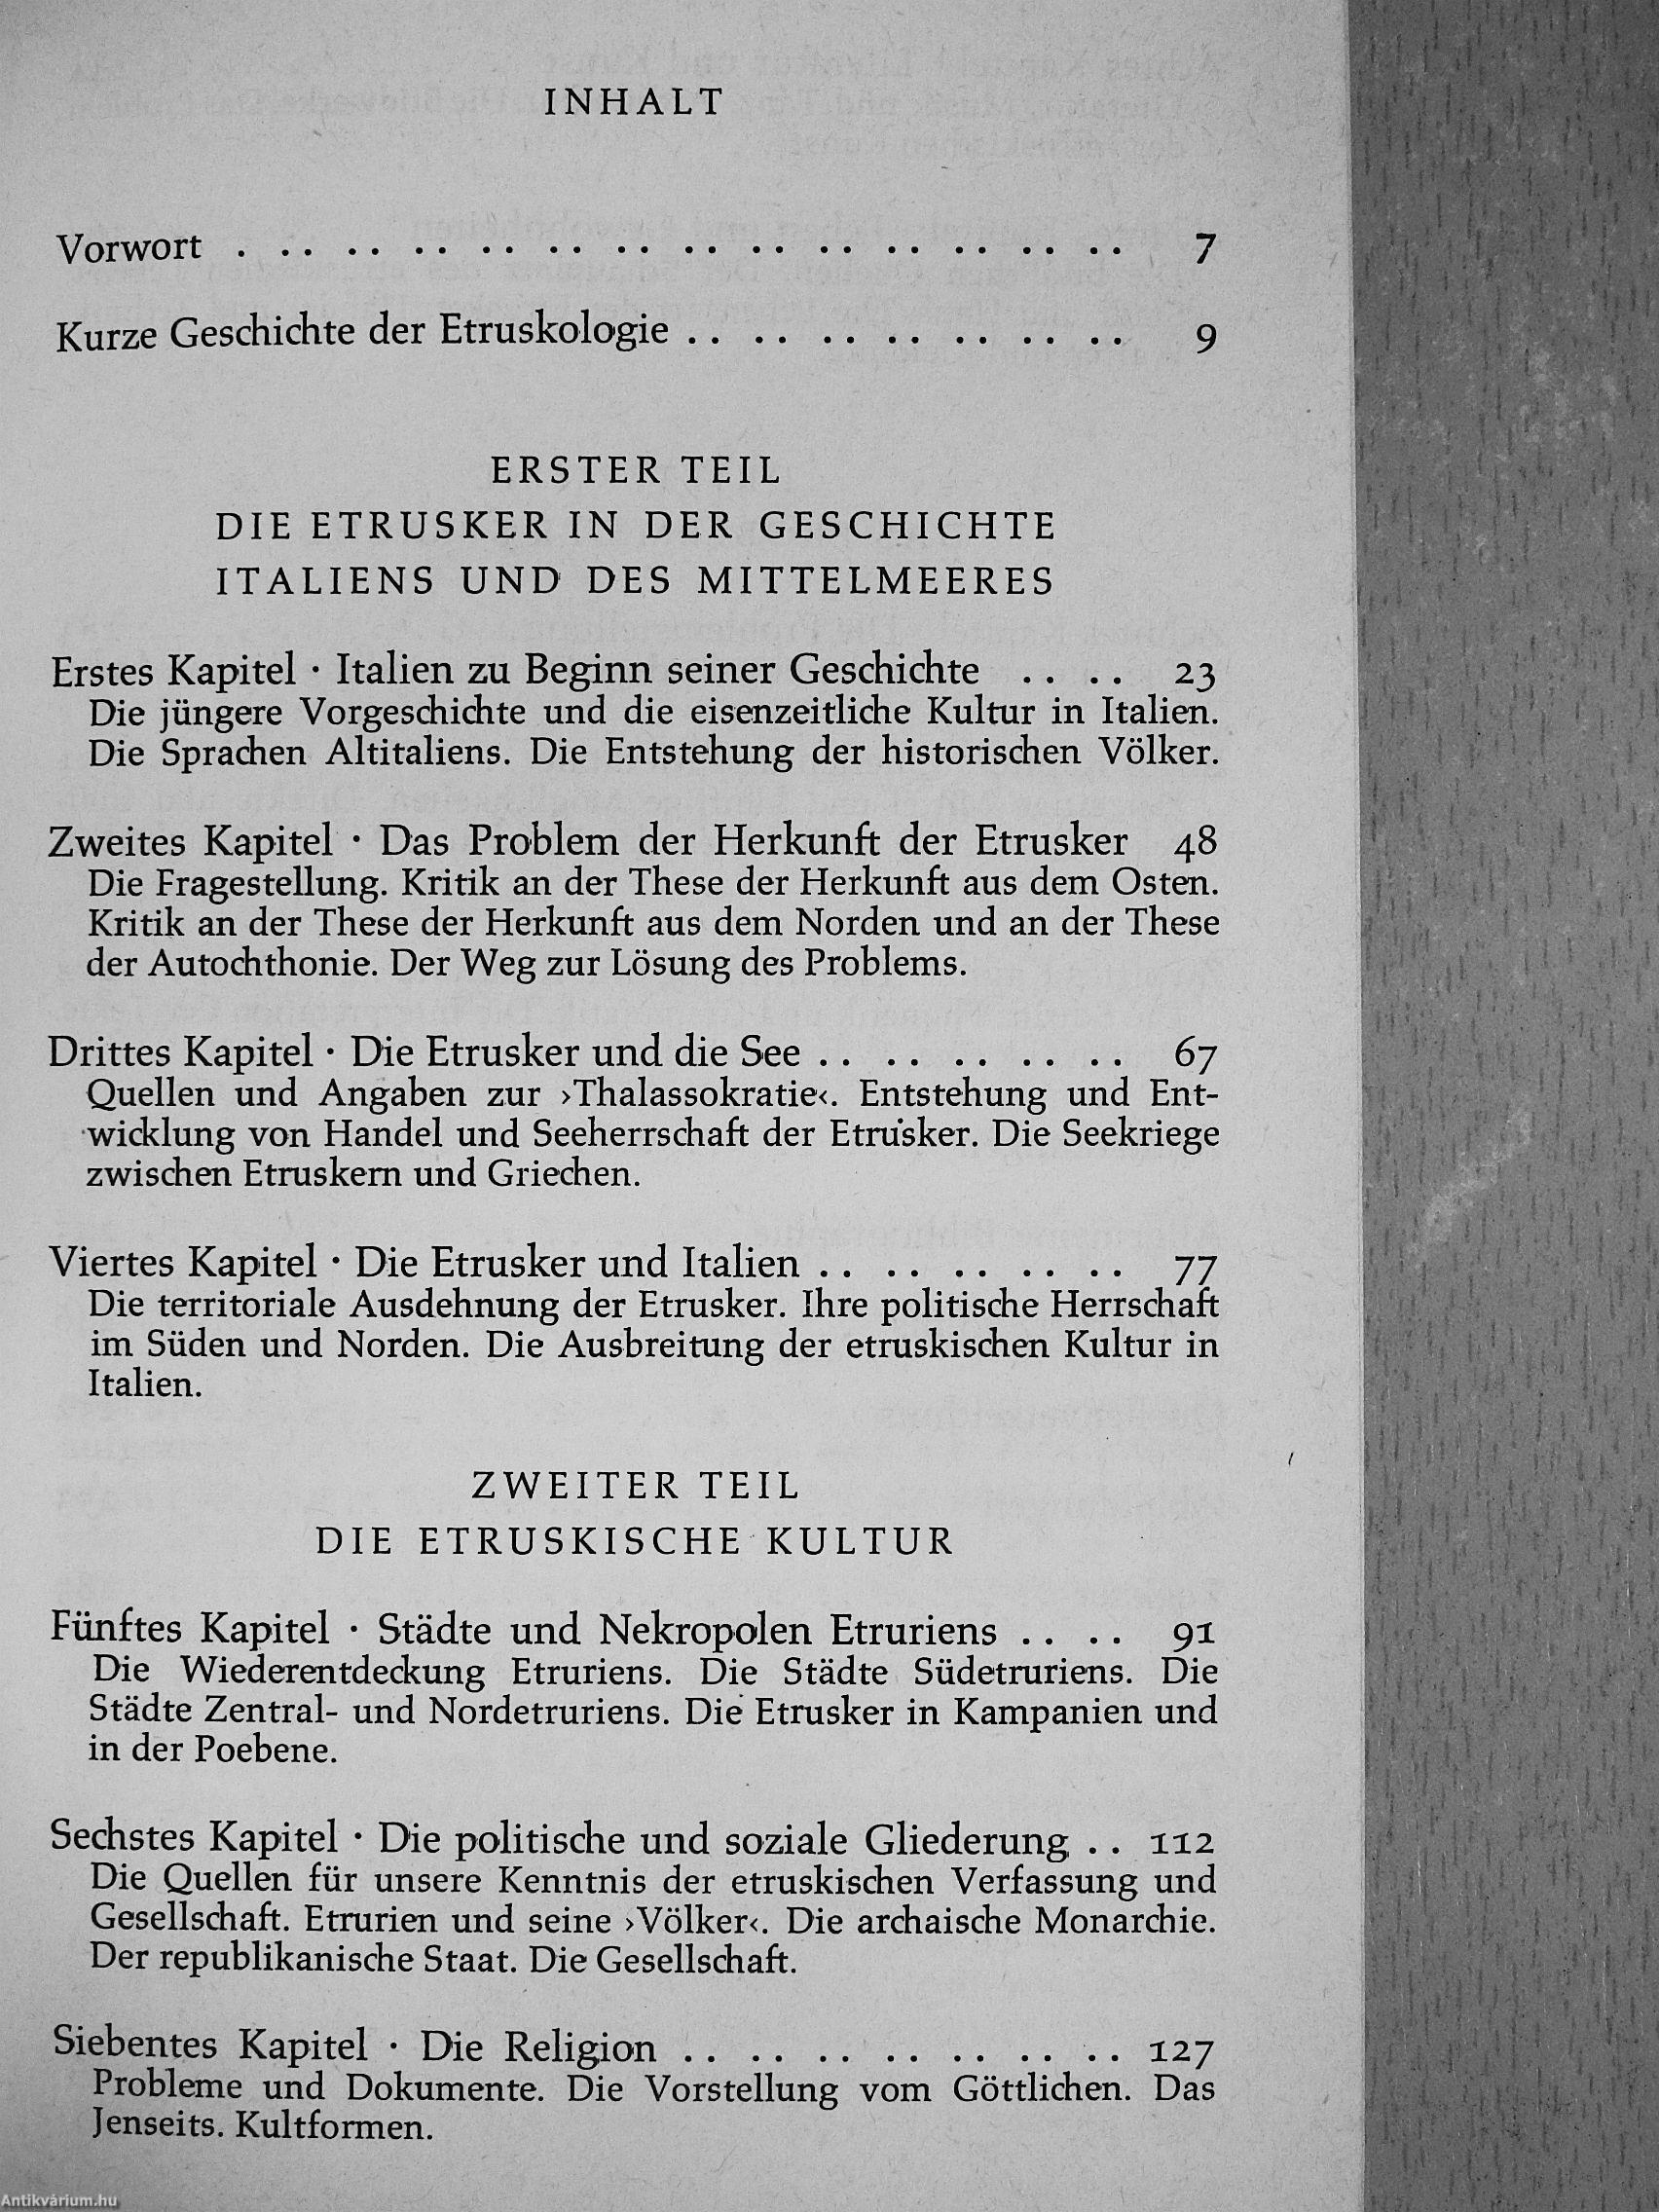 INHALT
Vorwort . .. .. .. .. .. .. .. .. .. .. .. .. .. 7
Kurze Geschichte der Etruskologie .. .. .. .. .. .. .. 9
ERSTER TEIL
DIE ETRUSKER IN DER GESCHICHTE
ITALIENS UND DES MITTELMEERES
Erstes Kapitel · Italien zu Beginn seiner Geschichte .. .. 23
Die jüngere Vorgeschichte und die eisenzeitliche Kultur in Italien.
Die Sprachen Altitaliens. Die Entstehung der historischen Völker.
Zweites Kapitel · Das Problem der Herkunft der Etrusker 48
Die Fragestellung. Kritik an der These der Herkunft aus dem Osten.
Kritik an der These der Herkunft aus dem Norden und an der These
der Autochthonie. Der Weg zur Lösung des Problems.
Drittes Kapitel · Die Etrusker und die See .. .. .. .. .. 67
Quellen und Angaben zur ›Thalassokratie‹. Entstehung und Ent-
wicklung von Handel und Seeherrschaft der Etrusker. Die Seekriege
zwischen Etruskern und Griechen.
Viertes Kapitel · Die Etrusker und Italien .. .. .. .. .. 77
Die territoriale Ausdehnung der Etrusker. Ihre politische Herrschaft
im Süden und Norden. Die Ausbreitung der etruskischen Kultur in
Italien.
ZWEITER TEIL
DIE ETRUSKISCHE KULTUR
Fünftes Kapitel · Städte und Nekropolen Etruriens .. .. 91
Die Wiederentdeckung Etruriens. Die Städte Südetruriens. Die
Städte Zentral- und Nordetruriens. Die Etrusker in Kampanien und
in der Poebene.
Sechstes Kapitel · Die politische und soziale Gliederung .. 112
Die Quellen für unsere Kenntnis der etruskischen Verfassung und
Gesellschaft. Etrurien und seine ›Völker‹. Die archaische Monarchie.
Der republikanische Staat. Die Gesellschaft.
Siebentes Kapitel · Die Religion .. .. .. .. .. .. .. 127
Probleme und Dokumente. Die Vorstellung vom Göttlichen. Das
Jenseits. Kultformen.
Antikvárium.hu